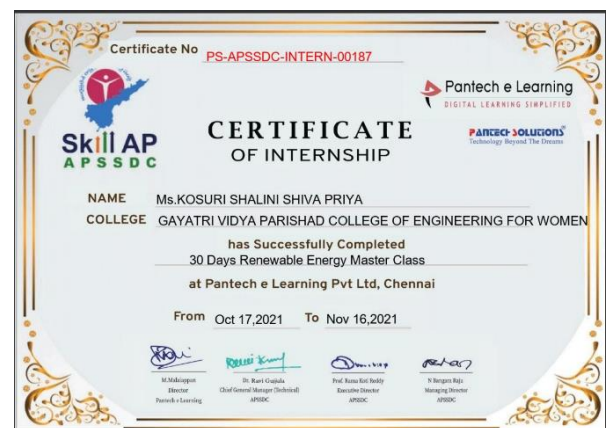 Certificate No PS-APSSDC-INTERN-00187
Skill AP
APSSDC
Pantech e Learning
DIGITAL LEARNING SIMPLIFIED
PANTECH SOLUTIONS
Technology Beyond The Dreams
CERTIFICATE
OF INTERNSHIP
NAME Ms.KOSURI SHALINI SHIVA PRIYA
COLLEGE GAYATRI VIDYA PARISHAD COLLEGE OF ENGINEERING FOR WOMEN
has Successfully Completed
30 Days Renewable Energy Master Class
at Pantech e Learning Pvt Ltd, Chennai
From Oct 17,2021 To Nov 16,2021
Director
Pantech e Learning
Dr. Ravi Gujjula
Chief General Manager (Technical)
APSSDC
Executive Director
APSSDC
N Bangara Raju
Managing Director
APSSDC